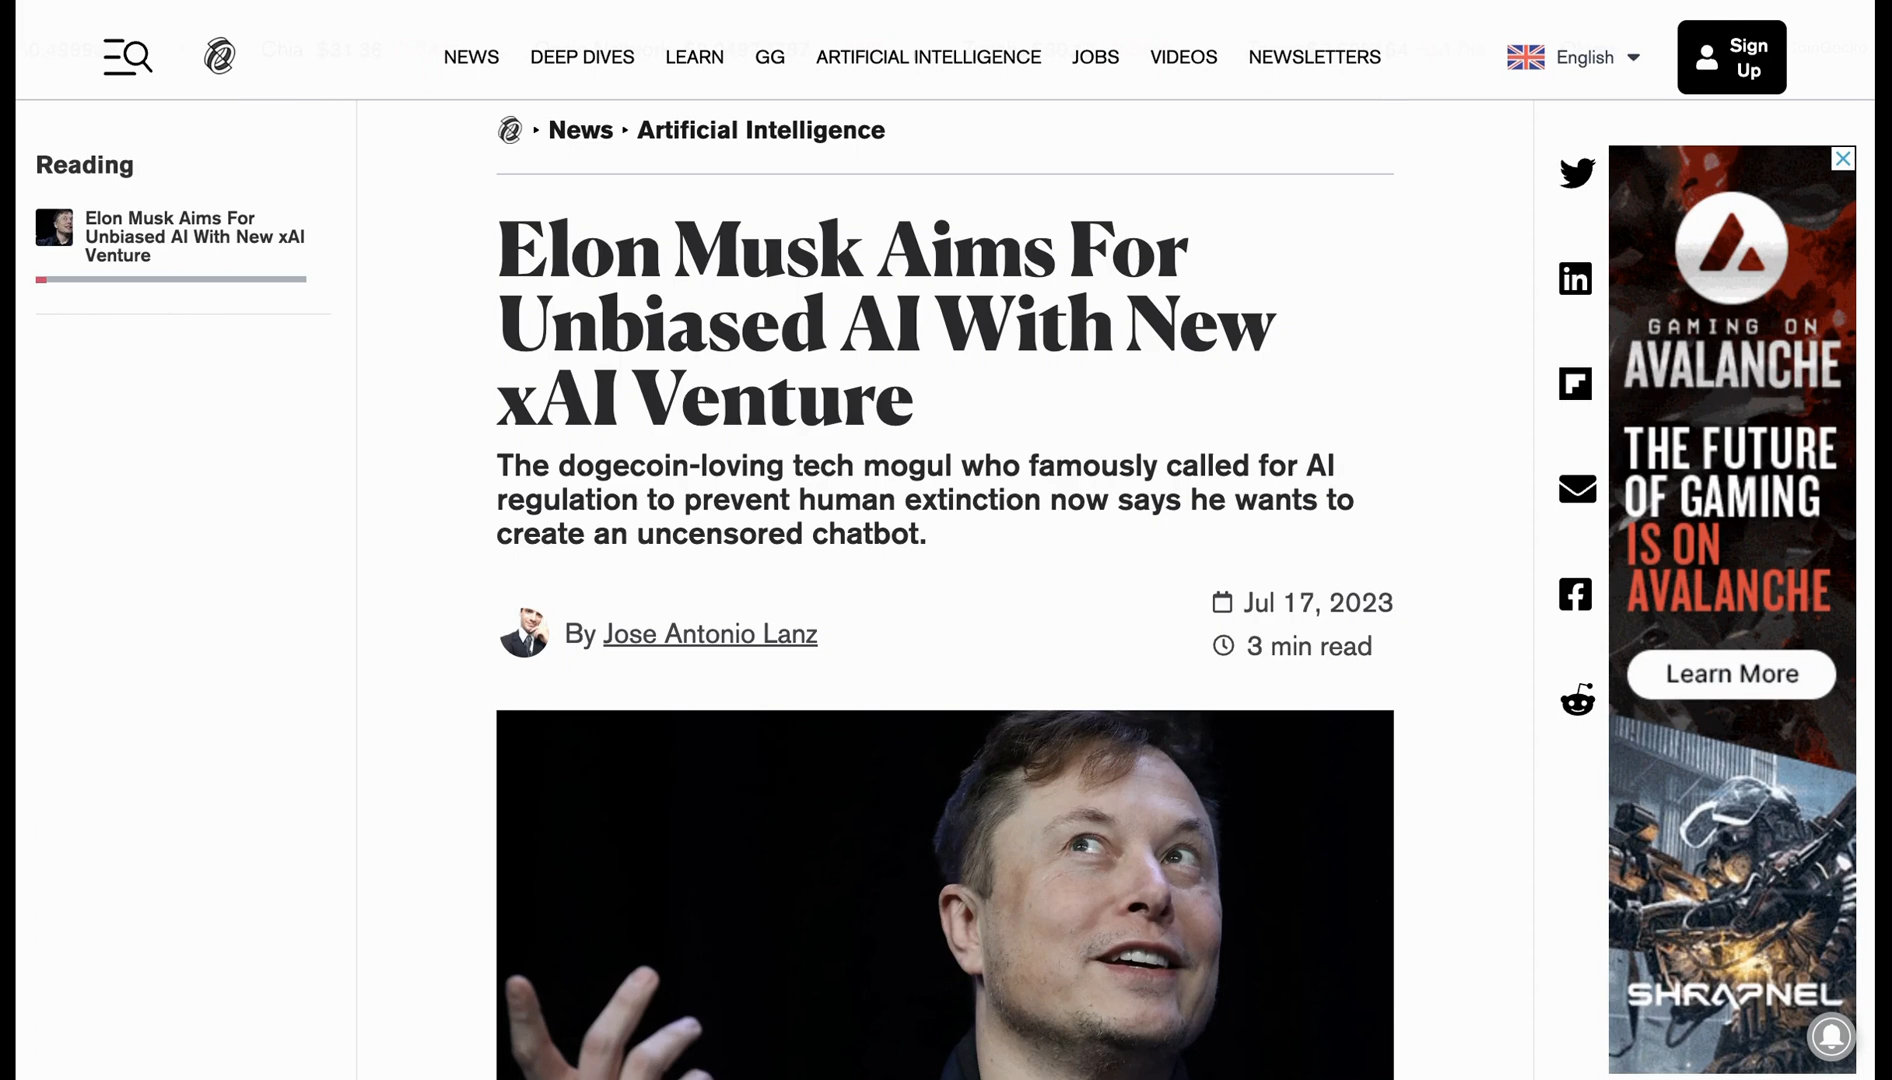 Chia $31.36
NEWS
DEEP DIVES
LEARN
GG
ARTIFICIAL INTELLIGENCE
JOBS
VIDEOS
NEWSLETTERS
English
Sign
Up
Reading
Elon Musk Aims For
Unbiased AI With New xAI
Venture
News
Artificial Intelligence
Elon Musk Aims For
Unbiased AI With New
xAI Venture
The dogecoin-loving tech mogul who famously called for AI
regulation to prevent human extinction now says he wants to
create an uncensored chatbot.
By Jose Antonio Lanz
Jul 17, 2023
3 min read
GAMING ON
AVALANCHE
THE FUTURE
OF GAMING
IS ON
AVALANCHE
Learn More
SHRAPNEL